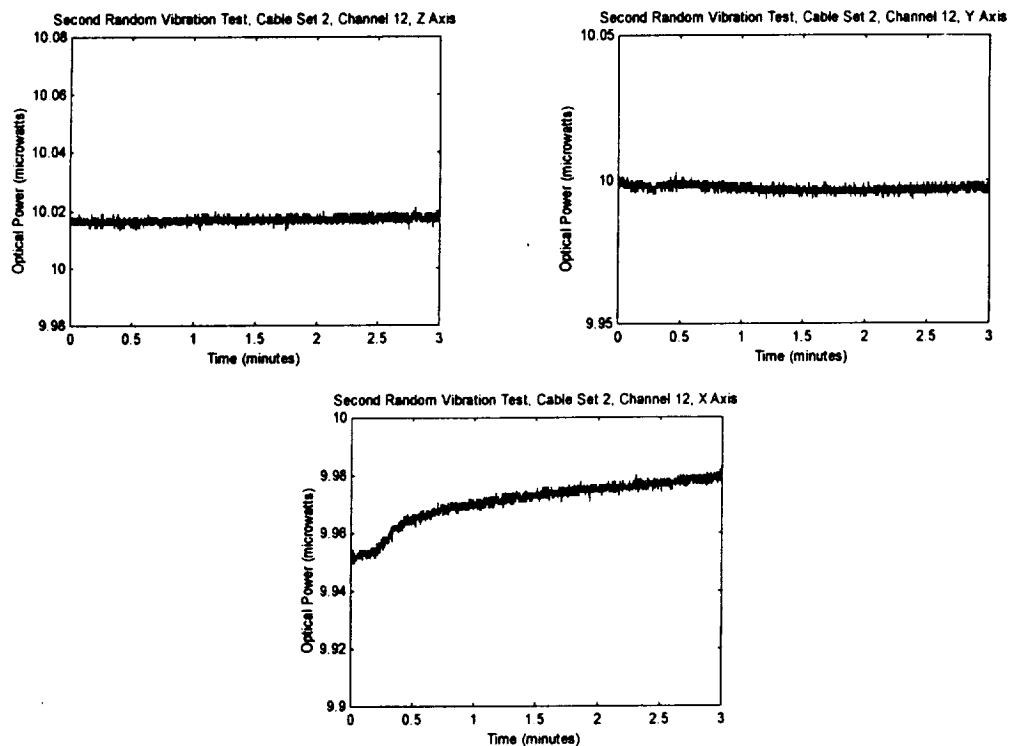 Second Random Vibration Test, Cable Set 2, Channel 12, Z Axis
10.08
10.06
10.04
10.02
10
9.98
Optical Power (microwatts)
0 0.5 1 1.5 2 2.5 3
Time (minutes)
Second Random Vibration Test, Cable Set 2, Channel 12, Y Axis
10.05
10
9.95
Optical Power (microwatts)
0 0.5 1 1.5 2 2.5 3
Time (minutes)
Second Random Vibration Test, Cable Set 2, Channel 12, X Axis
10
9.98
9.96
9.94
9.92
9.9
Optical Power (microwatts)
0 0.5 1 1.5 2 2.5 3
Time (minutes)